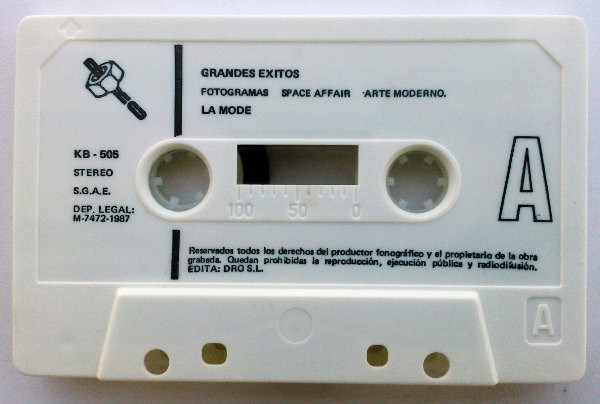 GRANDES EXITOS
FOTOGRAMAS SPACE AFFAIR ARTE MODERNO.
LA MODE
KB - 505
STEREO
S.G.A.E.
DEP. LEGAL:
M-7472-1987
A
100 50 0
Reservados todos los derechos del productor fonográfico y el propietario de la obra
grabada. Quedan prohibidas la reproducción, ejecución pública y radiodifusión.
EDITA: DRO S.L.
A